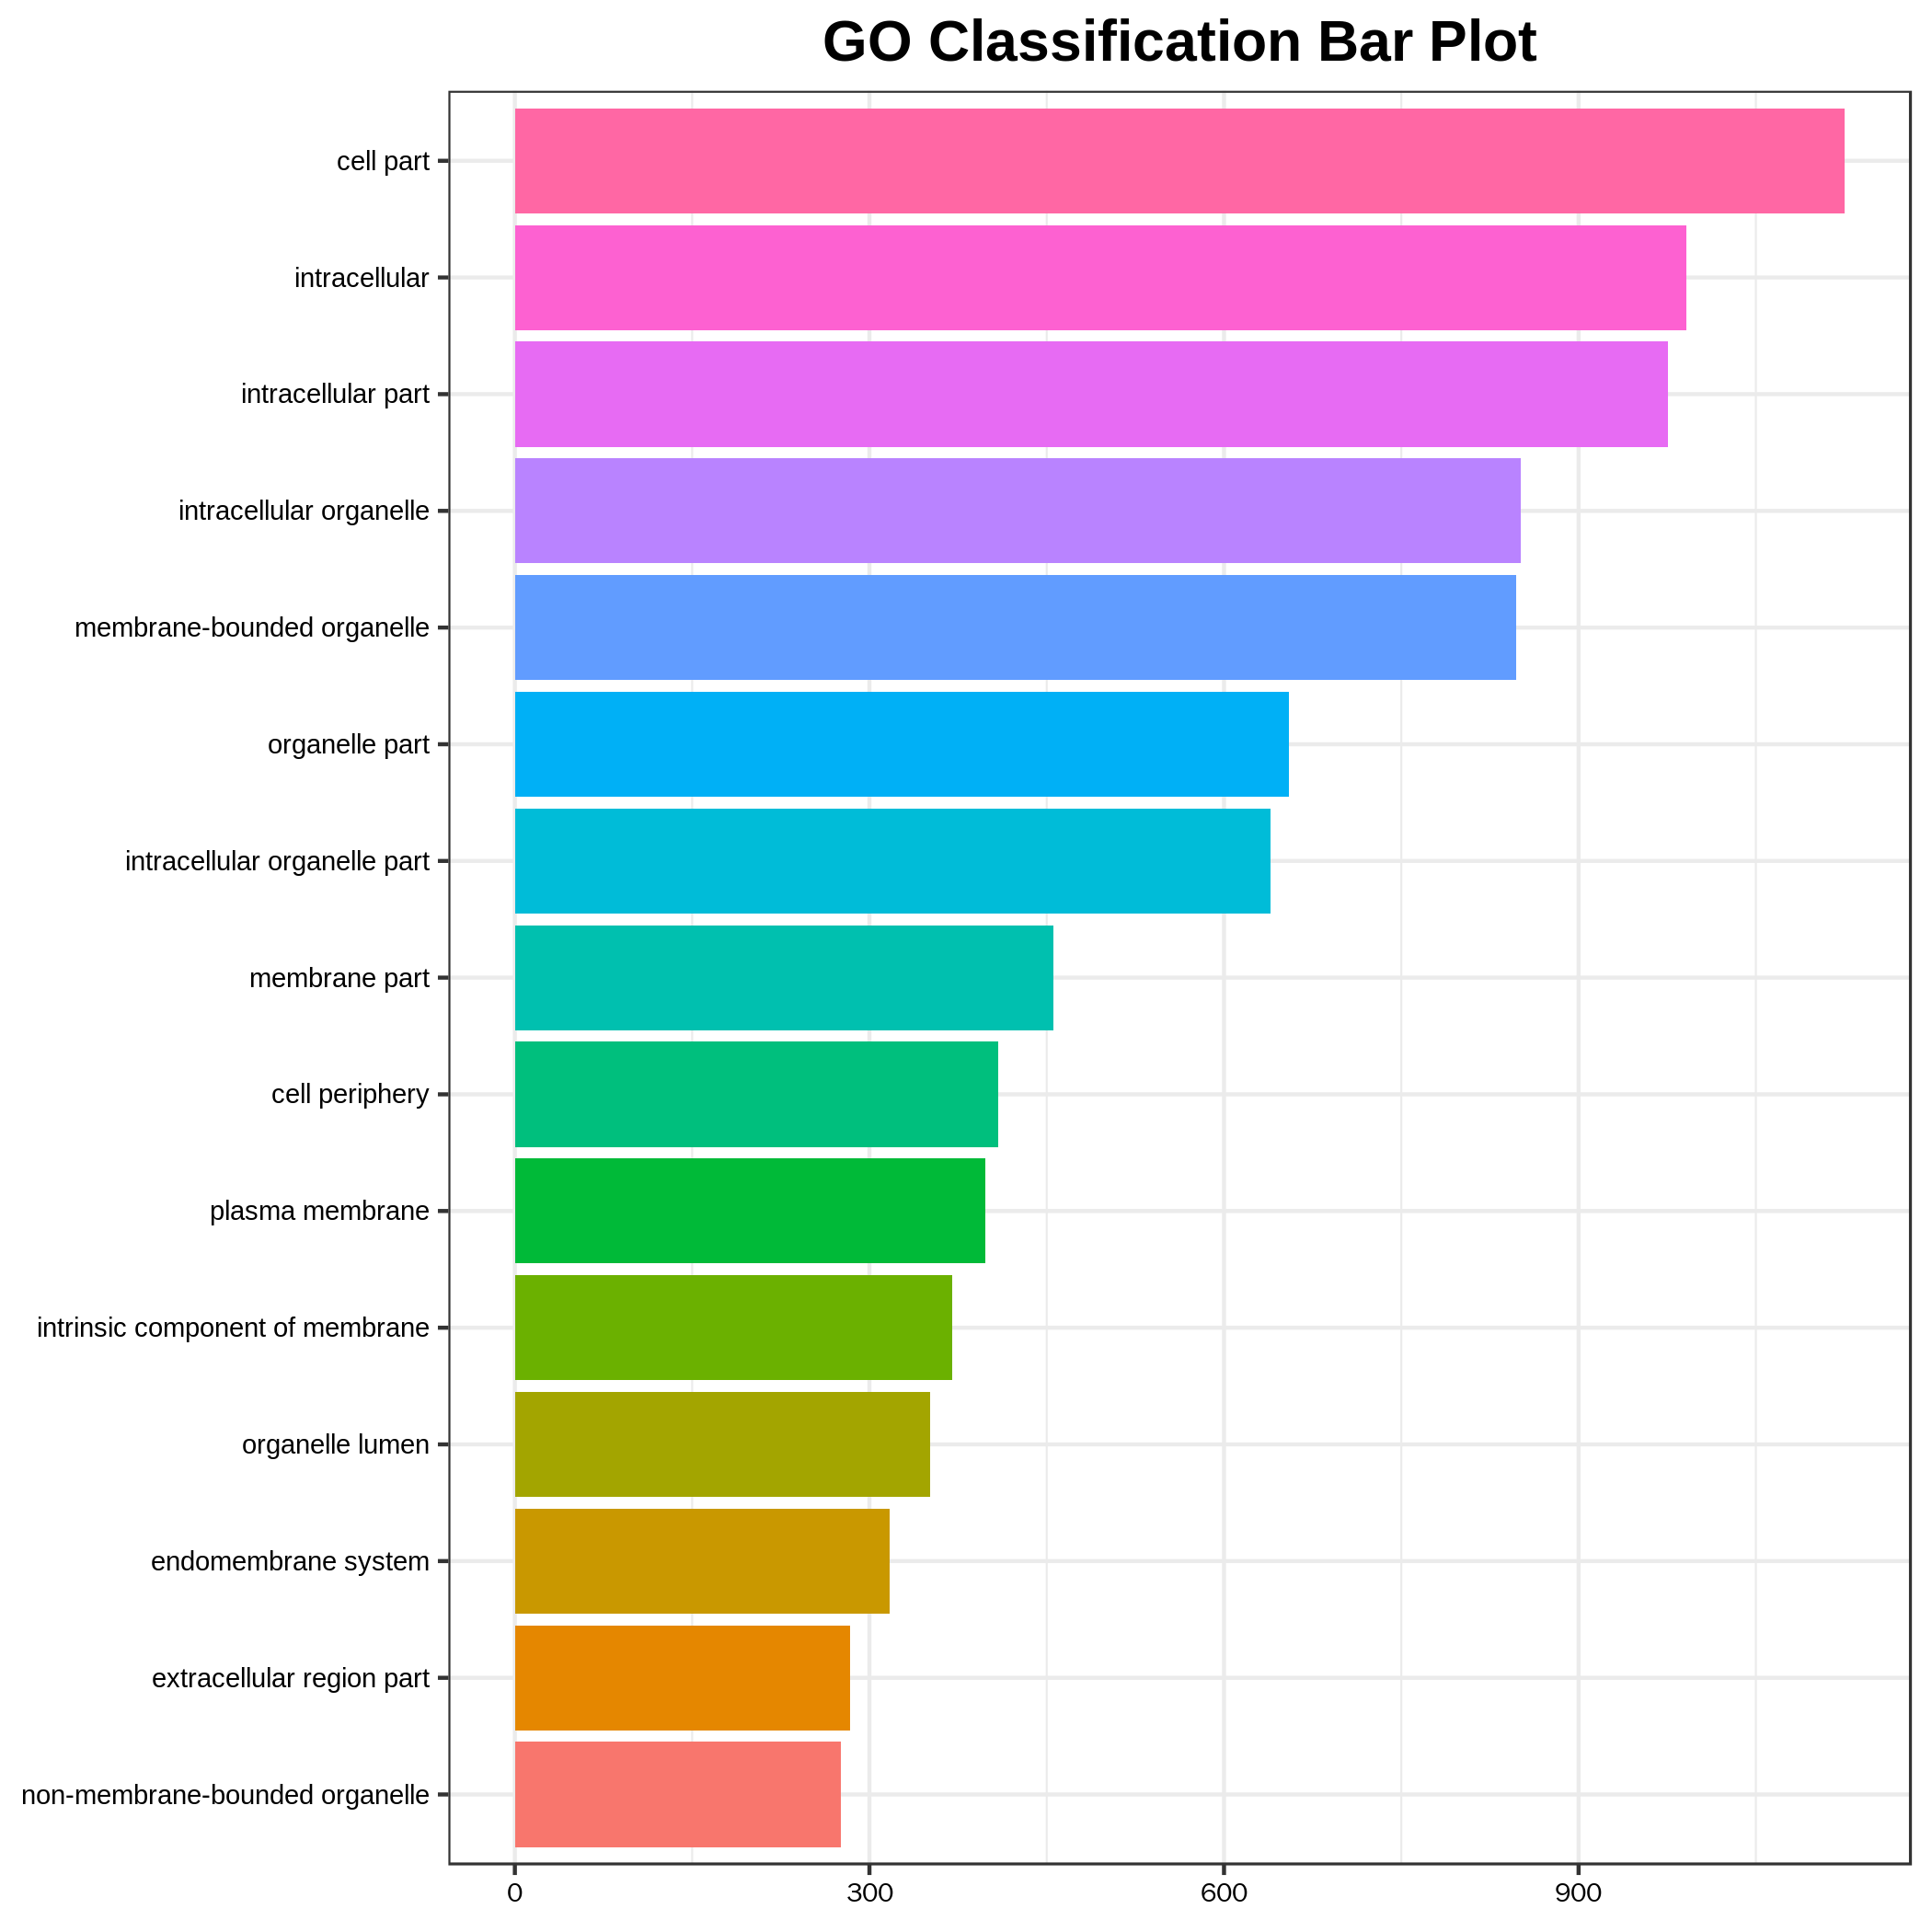 GO Classification Bar Plot
cell part
intracellular
intracellular part
intracellular organelle
membrane-bounded organelle
organelle part
intracellular organelle part
membrane part
cell periphery
plasma membrane
intrinsic component of membrane
organelle lumen
endomembrane system
extracellular region part
non-membrane-bounded organelle
0 300 600 900